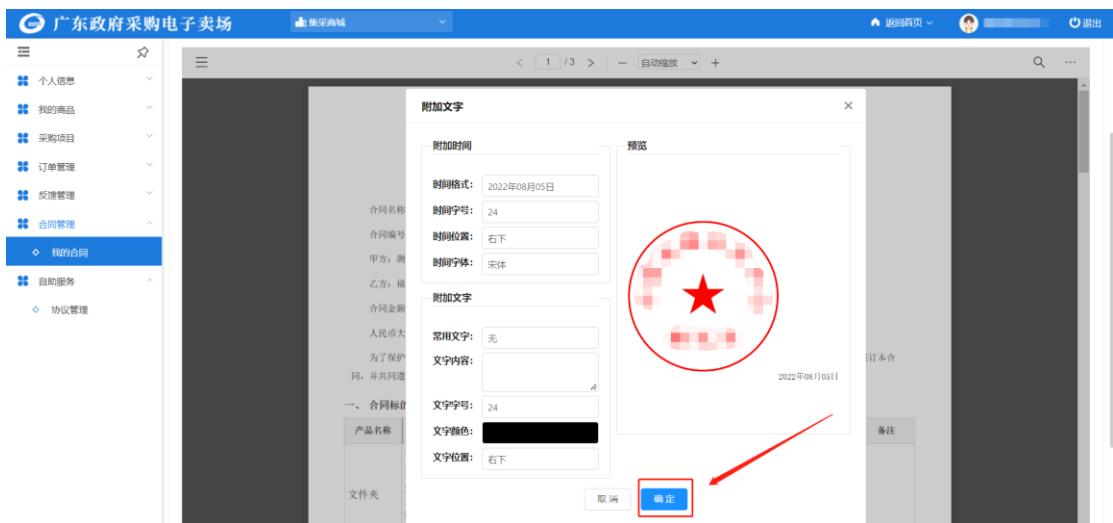 广东政府采购电子卖场
集采商城
返回首页
退出
个人信息
我的商品
采购项目
订单管理
反馈管理
合同管理
我的合同
自助服务
协议管理
1 /3
自动缩放
合同名称
合同编号
甲方：测
乙方：福
合同金额
人民币大
为了保护
签订本合
同，并共同遵
一、合同标的
产品名称
备注
文件夹
附加文字
附加时间
时间格式： 2022年08月05日
时间字号： 24
时间位置： 右下
时间字体： 宋体
附加文字
常用文字： 无
文字内容：
文字字号： 24
文字颜色：
文字位置： 右下
预览
2022年08月05日
取 消
确 定